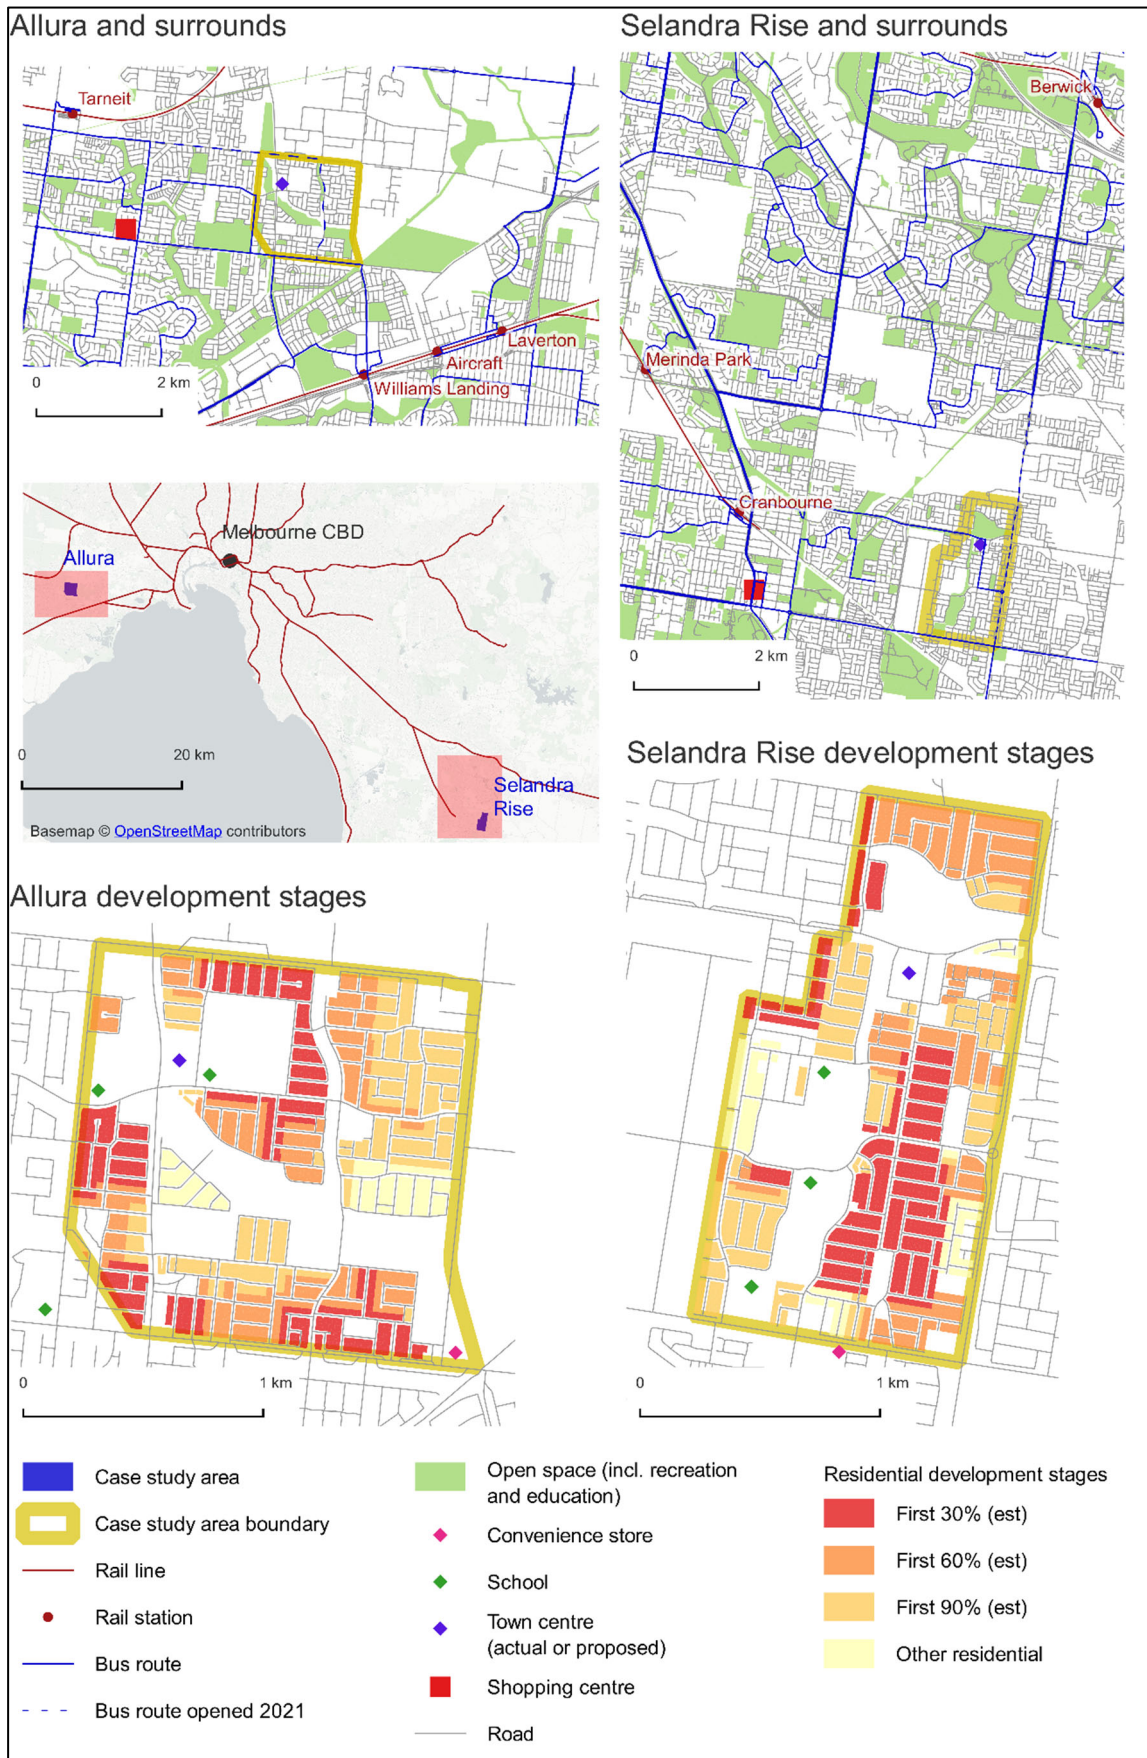 Allura and surrounds
Tarneit
Laverton
Aircraft
Williams Landing
0 2 km
Selandra Rise and surrounds
Berwick
Merinda Park
Cranbourne
0 2 km
Melbourne CBD
Allura
0 20 km
Selandra
Rise
Basemap © OpenStreetMap contributors
Selandra Rise development stages
0 1 km
Allura development stages
0 1 km
Case study area
Case study area boundary
Rail line
Rail station
Bus route
Bus route opened 2021
Open space (incl. recreation
and education)
Convenience store
School
Town centre
(actual or proposed)
Shopping centre
Road
Residential development stages
First 30% (est)
First 60% (est)
First 90% (est)
Other residential